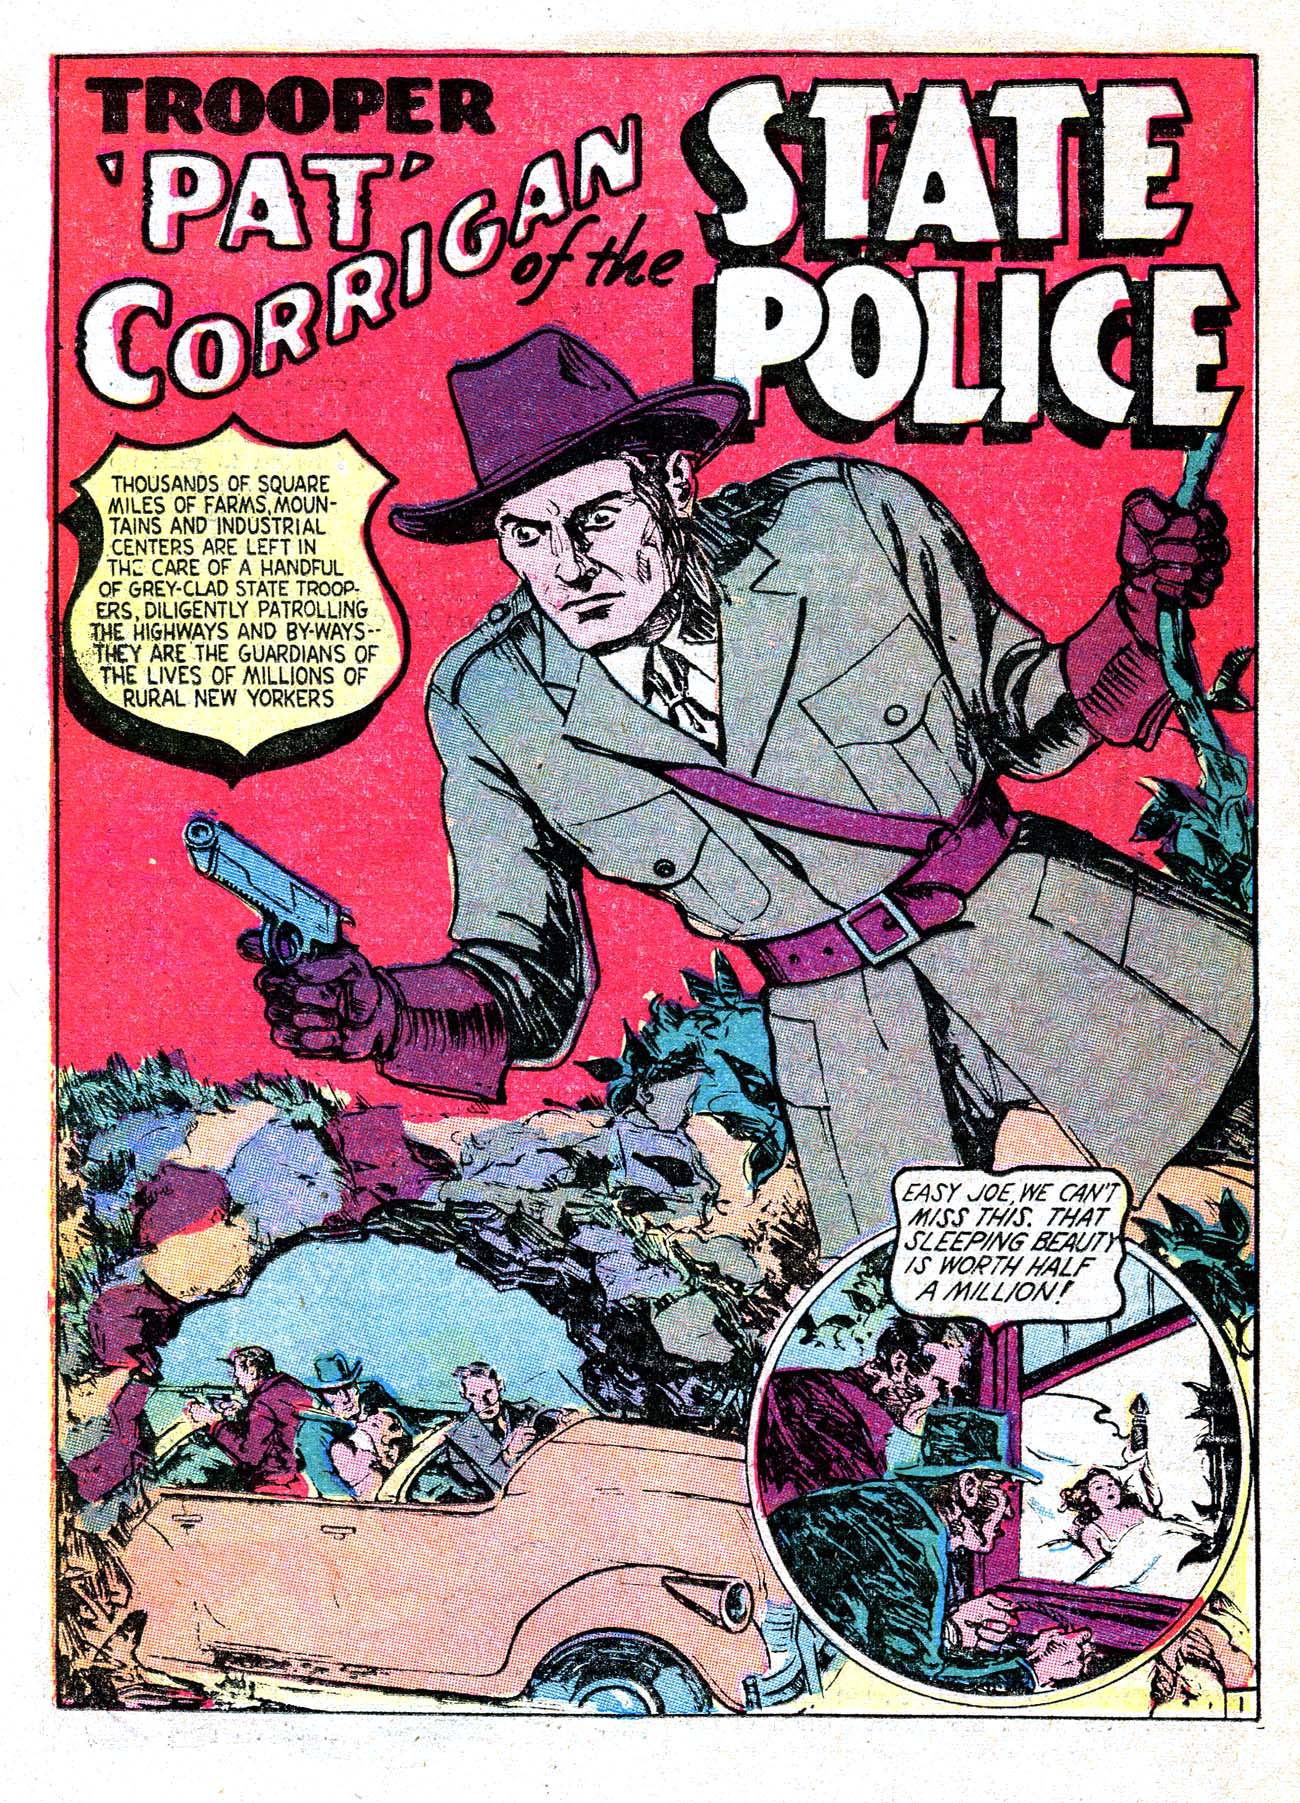 TROOPER
'PAT'
CORRIGAN
of the
STATE
POLICE
THOUSANDS OF SQUARE
MILES OF FARMS, MOUN-
TAINS AND INDUSTRIAL
CENTERS ARE LEFT IN
THE CARE OF A HANDFUL
OF GREY-CLAD STATE TROOP-
ERS, DILIGENTLY PATROLLING
THE HIGHWAYS AND BY-WAYS--
THEY ARE THE GUARDIANS OF
THE LIVES OF MILLIONS OF
RURAL NEW YORKERS
EASY JOE, WE CAN'T
MISS THIS. THAT
SLEEPING BEAUTY
IS WORTH HALF
A MILLION!
1